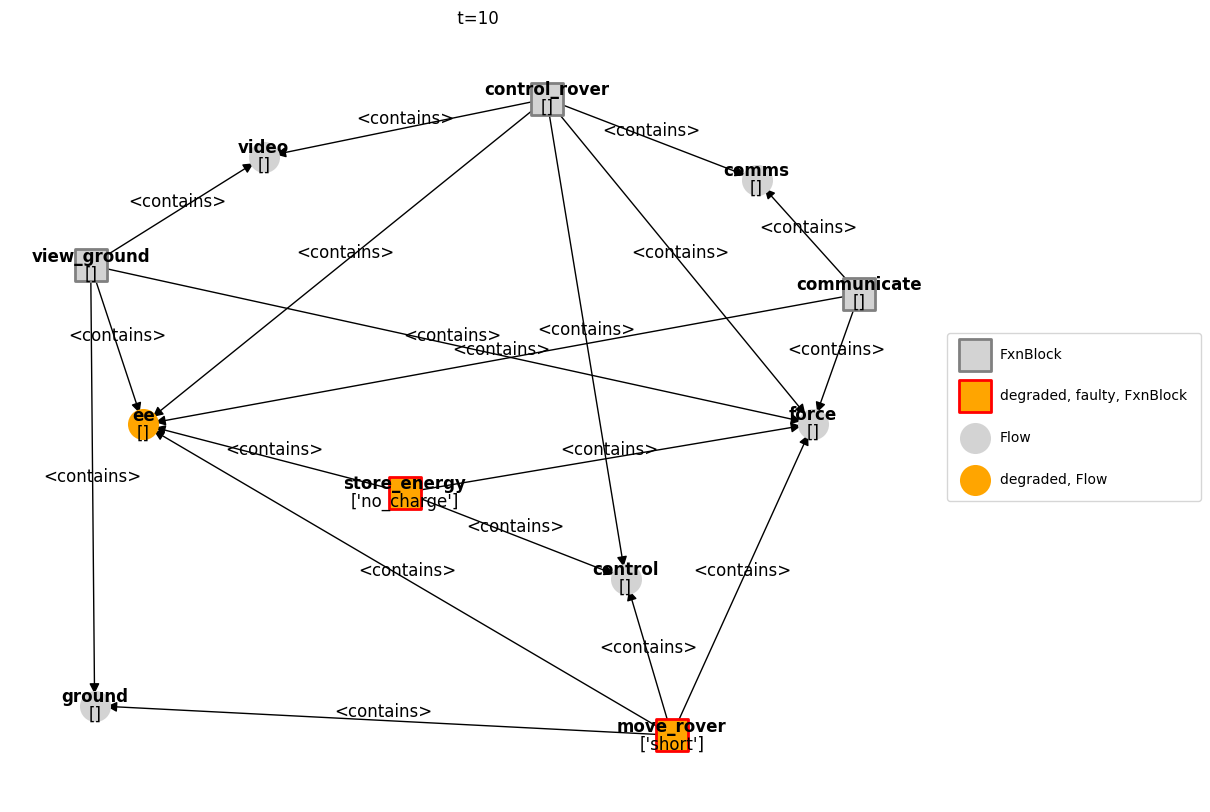 t=10
control_rover
[]
<contains>
<contains>
video
[]
comms
[]
<contains>
<contains>
view_ground
[]
<contains>
<contains>
communicate
[]
<contains>
<contains>
<contains>
<contains>
<contains>
FxnBlock
degraded, faulty, FxnBlock
Flow
degraded, Flow
ee
[]
force
[]
<contains>
<contains>
<contains>
store_energy
['no_charge']
<contains>
control
[]
<contains>
<contains>
<contains>
ground
[]
<contains>
move_rover
['short']